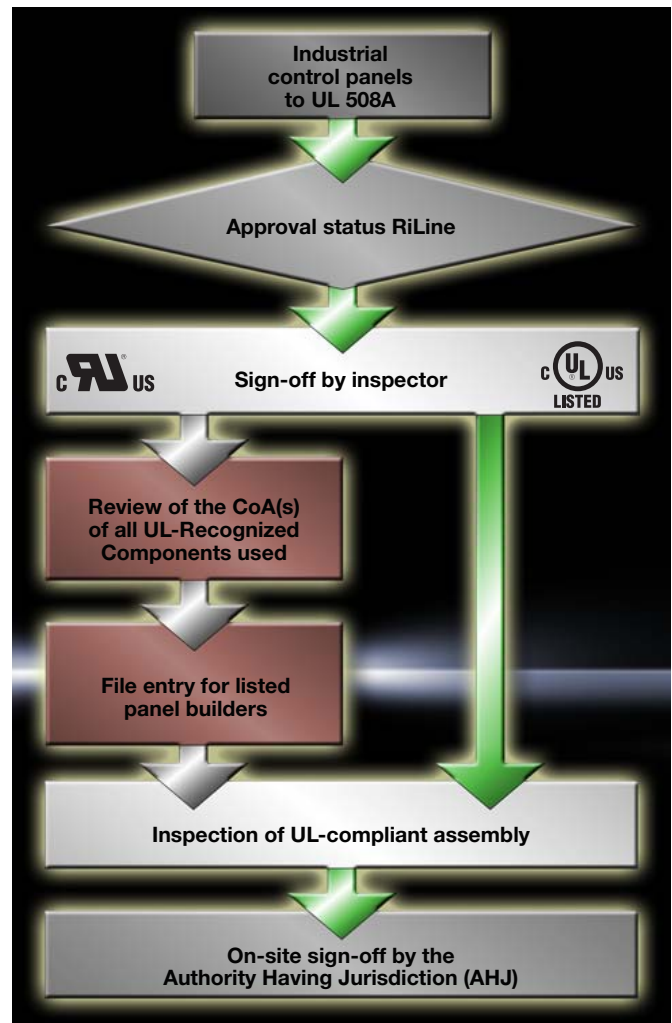 Industrial
control panels
to UL 508A
Approval status RiLine
c RU ® US
Sign-off by inspector
c UL ® US
LISTED
Review of the CoA(s)
of all UL-Recognized
Components used
File entry for listed
panel builders
Inspection of UL-compliant assembly
On-site sign-off by the
Authority Having Jurisdiction (AHJ)